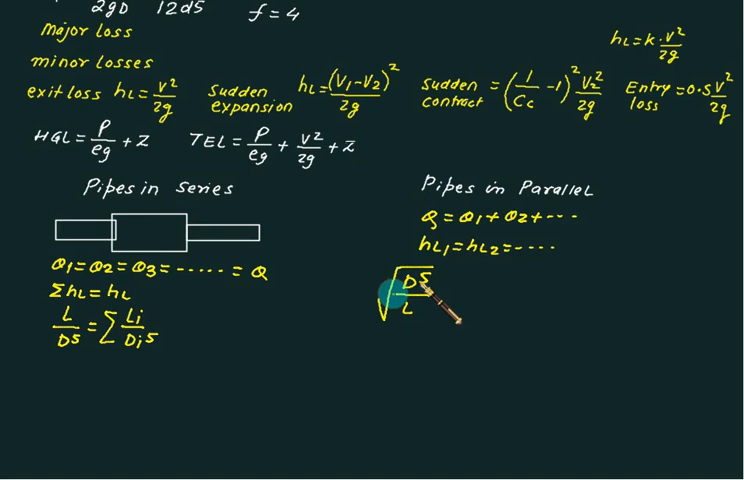 2gD 12d5 f = 4
major loss
minor losses
exit loss hL = V²/2g
Sudden expansion hL = (V1-V2)²/2g
Sudden contract = (1/Cc - 1)² V2²/2g
hL = k · V²/2g
Entry loss = 0.5 V²/2g
HGL = P/eg + Z
TEL = P/eg + V²/2g + Z
Pipes in Series
Q1 = Q2 = Q3 = ...... = Q
ΣhL = hL
L/D5 = Σ Li/Di5
Pipes in Parallel
Q = Q1 + Q2 + ...
hL1 = hL2 = ....
√D5/L